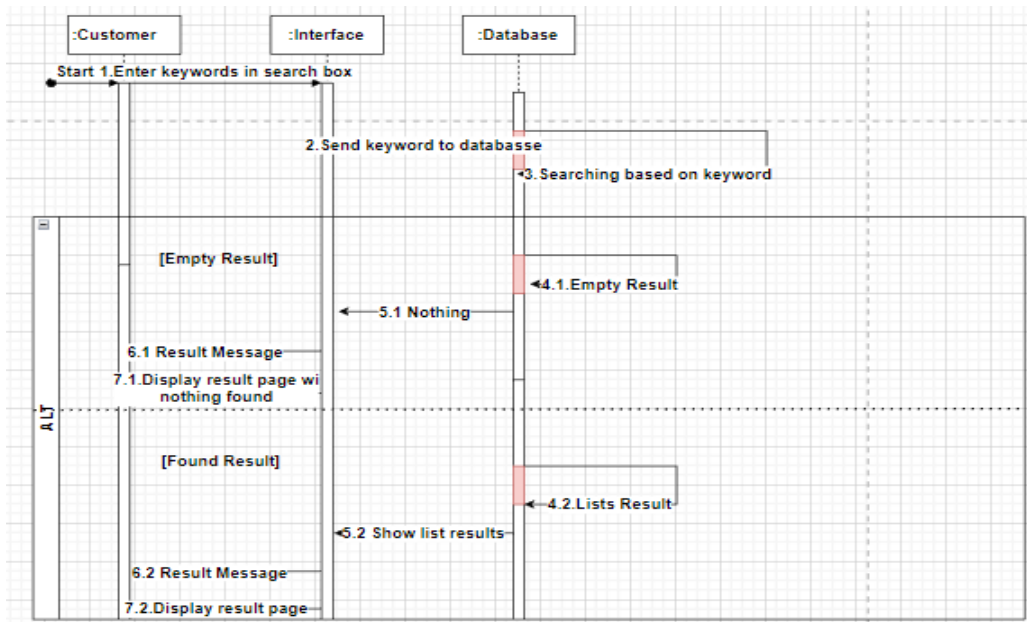 :Customer
:Interface
:Database
Start 1.Enter keywords in search box
2.Send keyword to databasse
3.Searching based on keyword
[Empty Result]
4.1.Empty Result
5.1 Nothing
6.1 Result Message
7.1.Display result page wi
nothing found
ALT
[Found Result]
4.2.Lists Result
5.2 Show list results
6.2 Result Message
7.2.Display result page